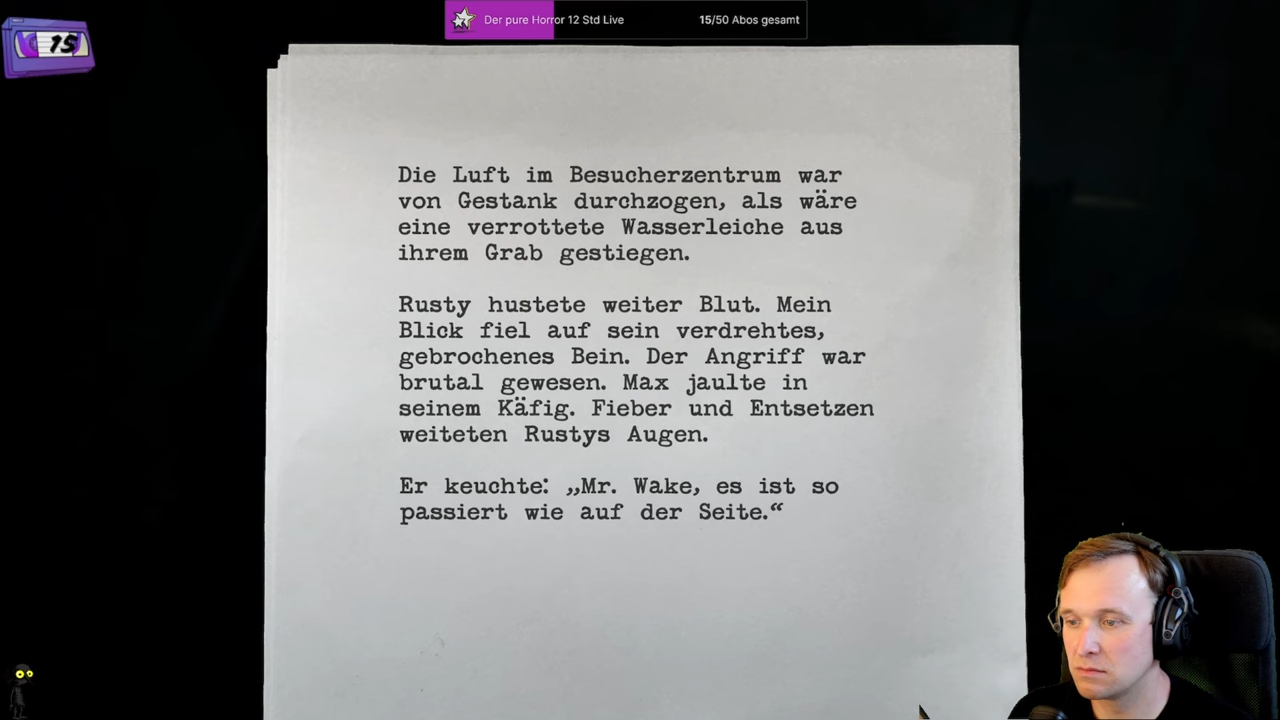 15
Der pure Horror 12 Std Live
15/50 Abos gesamt
Die Luft im Besucherzentrum war
von Gestank durchzogen, als wäre
eine verrottete Wasserleiche aus
ihrem Grab gestiegen.
Rusty hustete weiter Blut. Mein
Blick fiel auf sein verdrehtes,
gebrochenes Bein. Der Angriff war
brutal gewesen. Max jaulte in
seinem Käfig. Fieber und Entsetzen
weiteten Rustys Augen.
Er keuchte: „Mr. Wake, es ist so
passiert wie auf der Seite.“